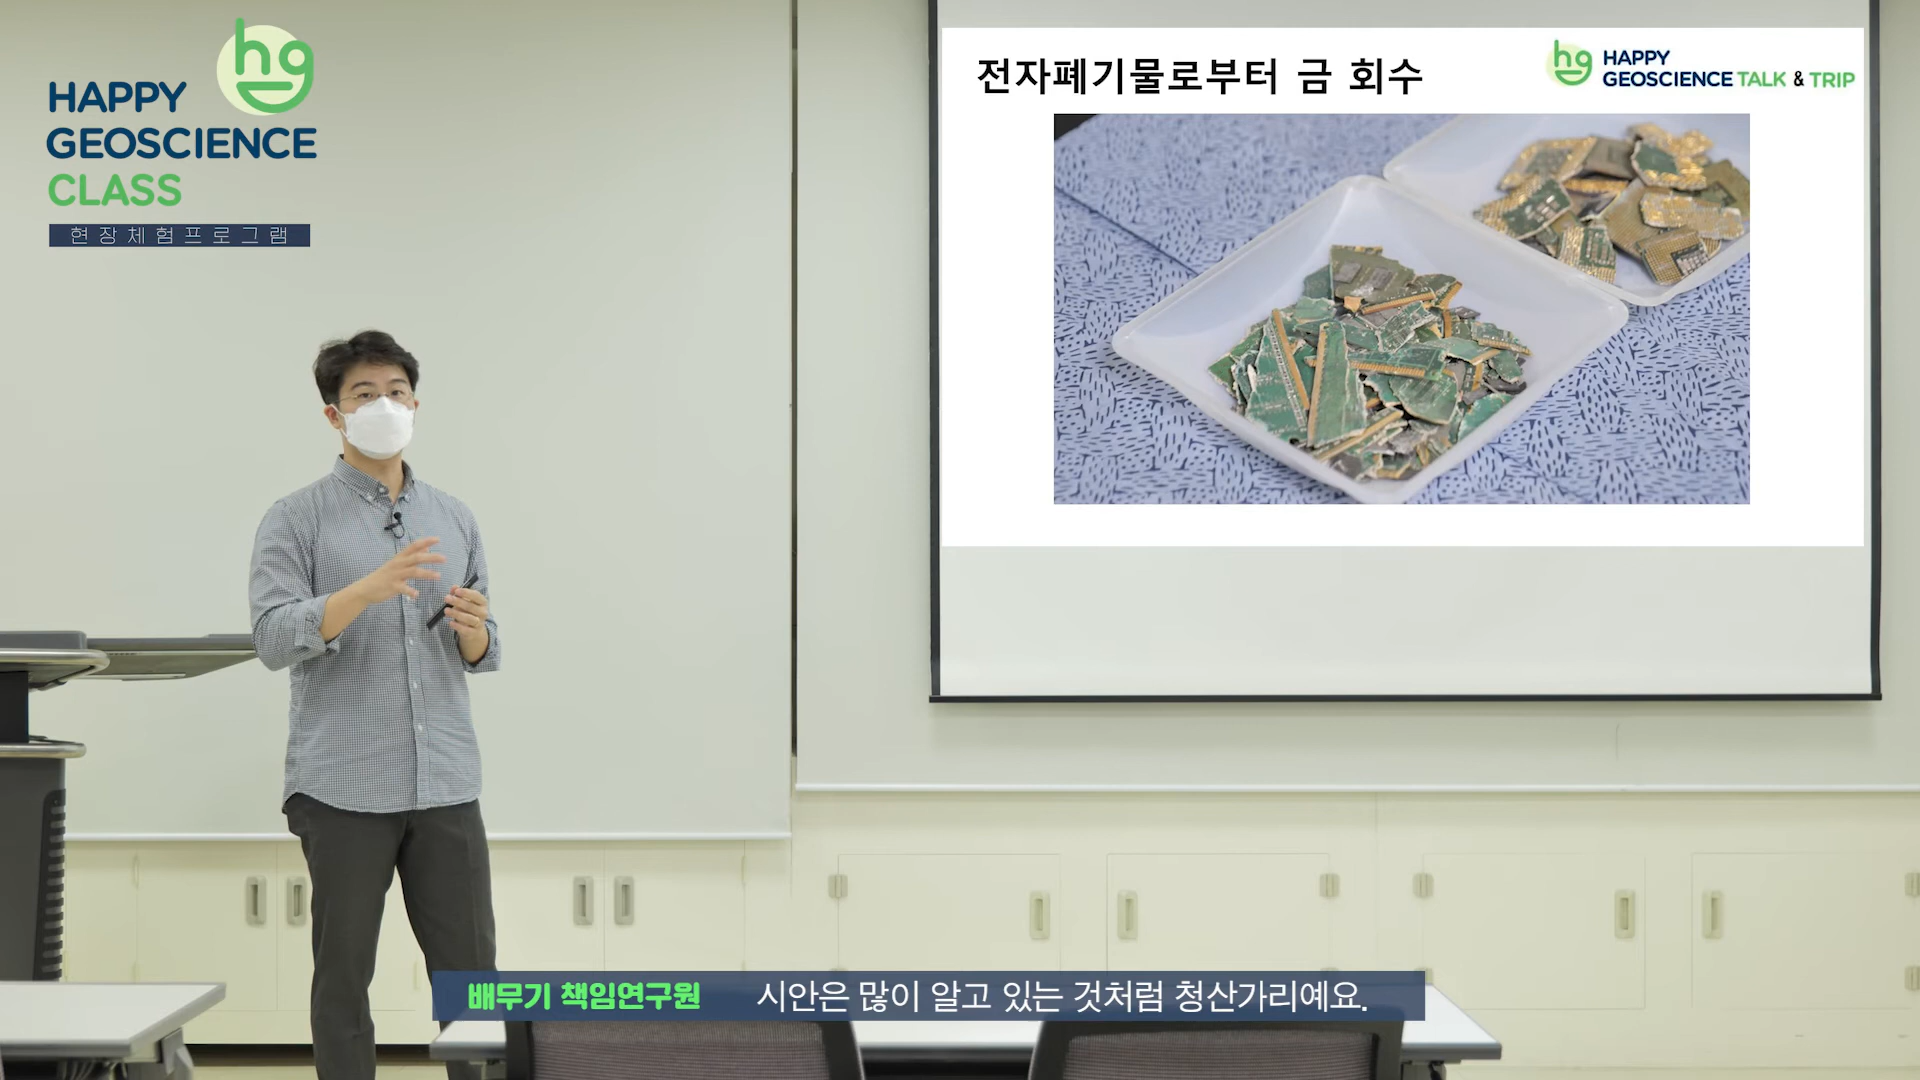 hg
HAPPY
GEOSCIENCE
CLASS
현장체험프로그램
전자폐기물로부터 금 회수
hg
HAPPY
GEOSCIENCE TALK & TRIP
배무기 책임연구원 시안은 많이 알고 있는 것처럼 청산가리예요.